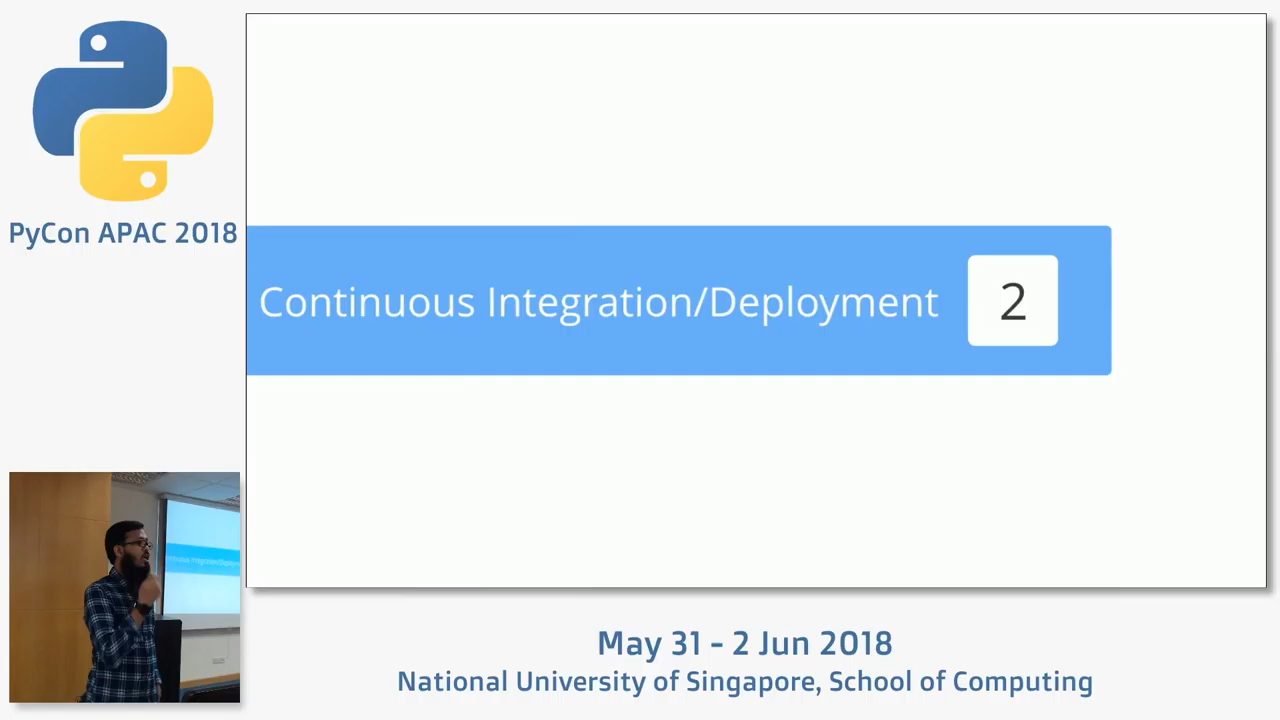 PyCon APAC 2018
Continuous Integration/Deployment 2
May 31 - 2 Jun 2018
National University of Singapore, School of Computing